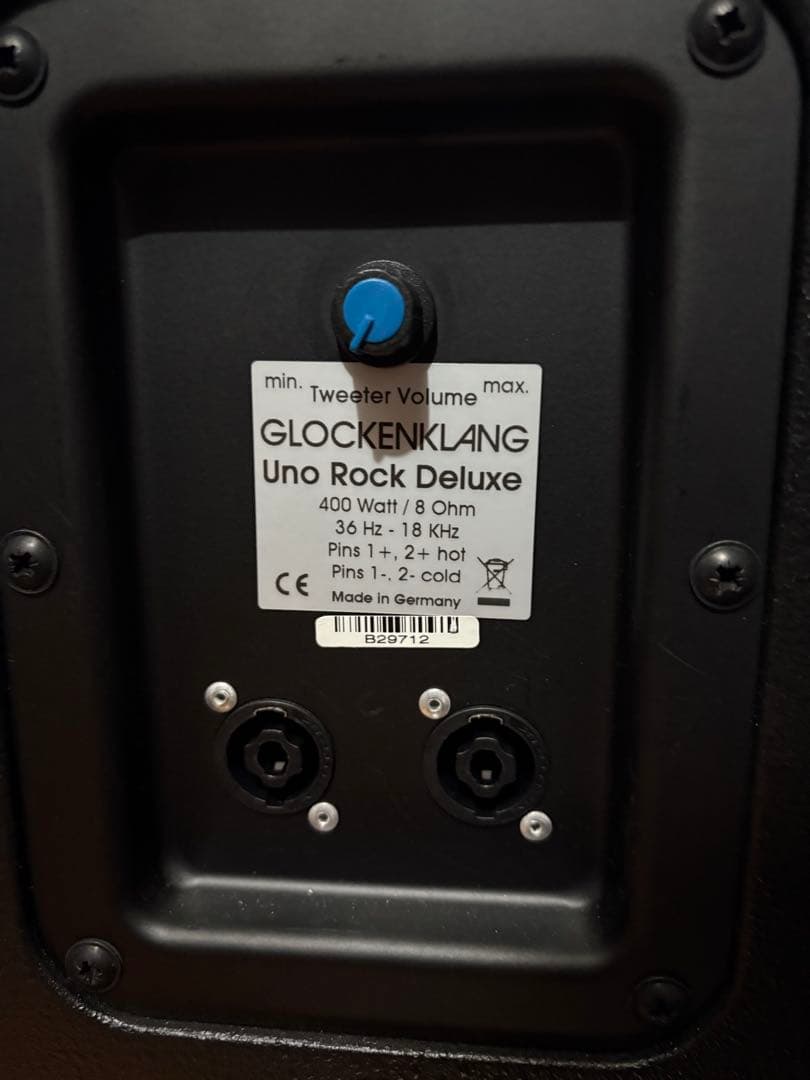 min. Tweeter Volume max.
GLOCKENKLANG
Uno Rock Deluxe
400 Watt / 8 Ohm
36 Hz - 18 KHz
Pins 1+, 2+ hot
Pins 1-, 2- cold
CE
Made in Germany
B29712